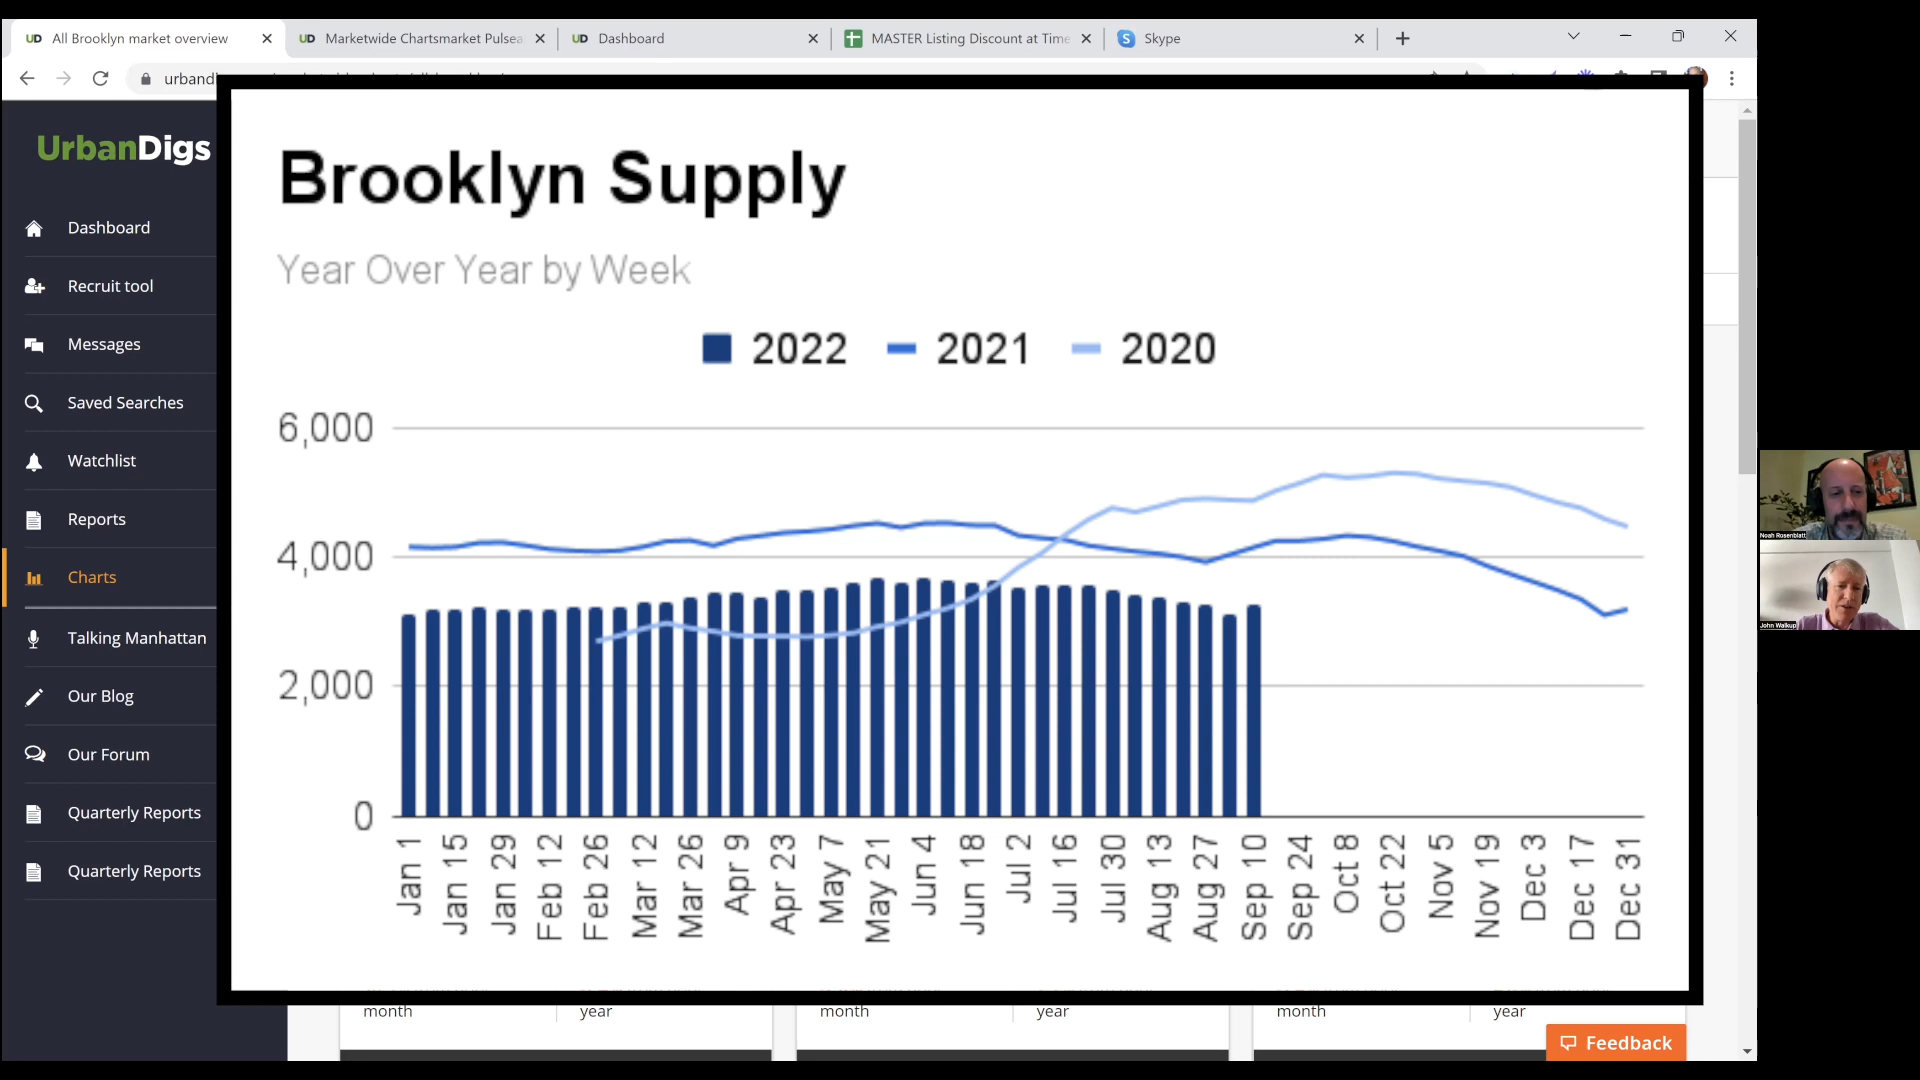 UD All Brooklyn market overview
UD Marketwide Chartsmarket Pulsea
UD Dashboard
MASTER Listing Discount at Time
Skype
urbandi
UrbanDigs
Dashboard
Recruit tool
Messages
Saved Searches
Watchlist
Reports
Charts
Talking Manhattan
Our Blog
Our Forum
Quarterly Reports
Quarterly Reports
Brooklyn Supply
Year Over Year by Week
2022 2021 2020
6,000
4,000
2,000
0
Jan 1
Jan 15
Jan 29
Feb 12
Feb 26
Mar 12
Mar 26
Apr 9
Apr 23
May 7
May 21
Jun 4
Jun 18
Jul 2
Jul 16
Jul 30
Aug 13
Aug 27
Sep 10
Sep 24
Oct 8
Oct 22
Nov 5
Nov 19
Dec 3
Dec 17
Dec 31
month year month year month year
Feedback
Noah Rosenblatt
John Walkup